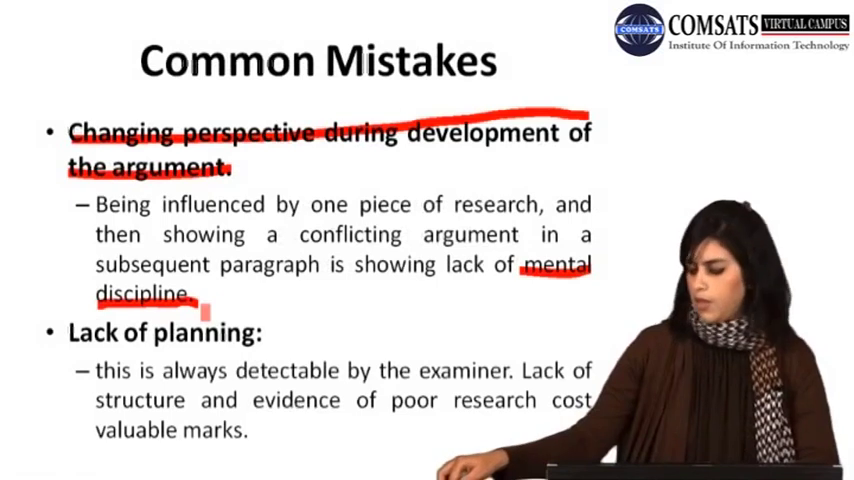 COMSATS VIRTUAL CAMPUS
Institute Of Information Technology
COMSATS
Common Mistakes
• Changing perspective during development of
the argument.
– Being influenced by one piece of research, and
then showing a conflicting argument in a
subsequent paragraph is showing lack of mental
discipline.
• Lack of planning:
– this is always detectable by the examiner. Lack of
structure and evidence of poor research cost
valuable marks.